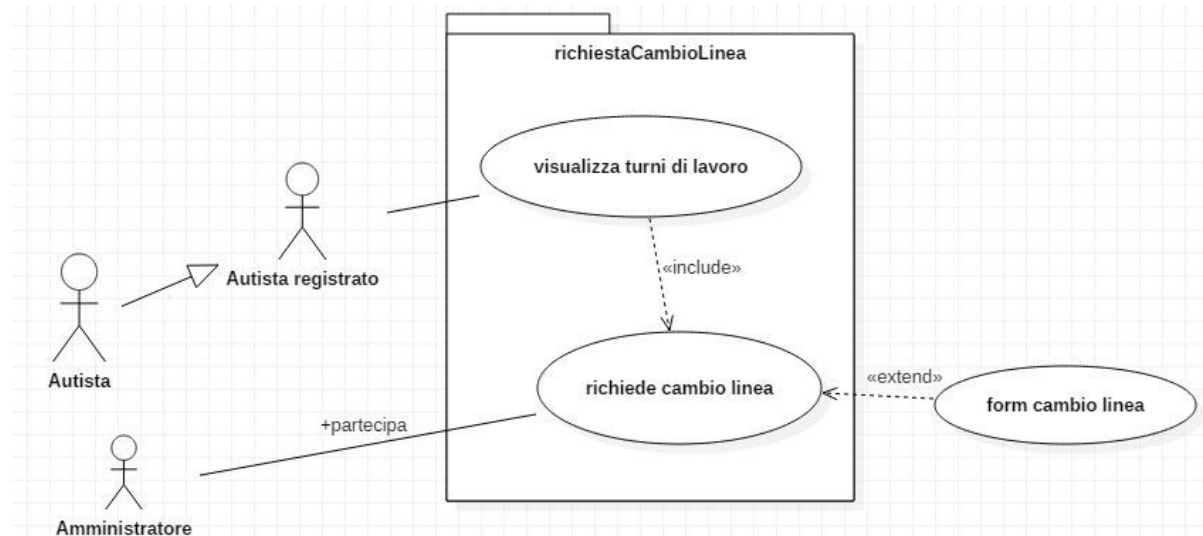 richiestaCambioLinea
visualizza turni di lavoro
Autista registrato
«include»
Autista
richiede cambio linea
«extend»
form cambio linea
+partecipa
Amministratore